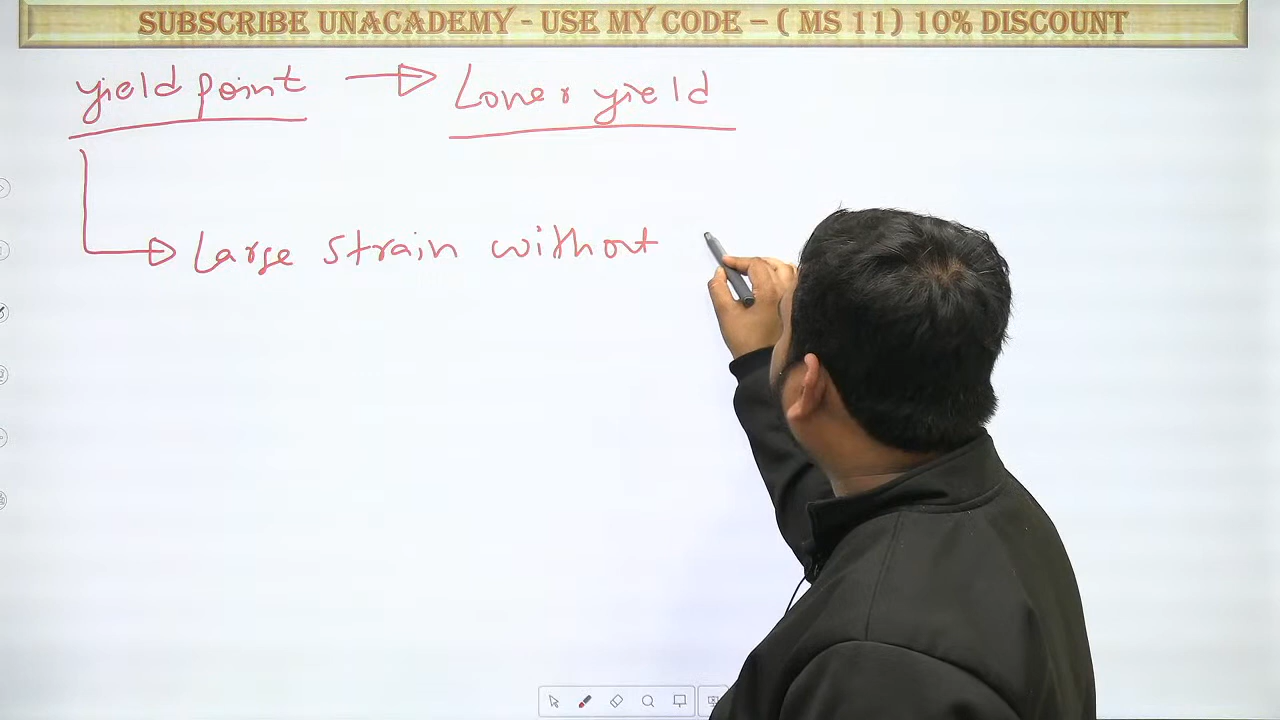 SUBSCRIBE UNACADEMY - USE MY CODE – ( MS 11) 10% DISCOUNT
yield point → Lower yield
→ Large strain without